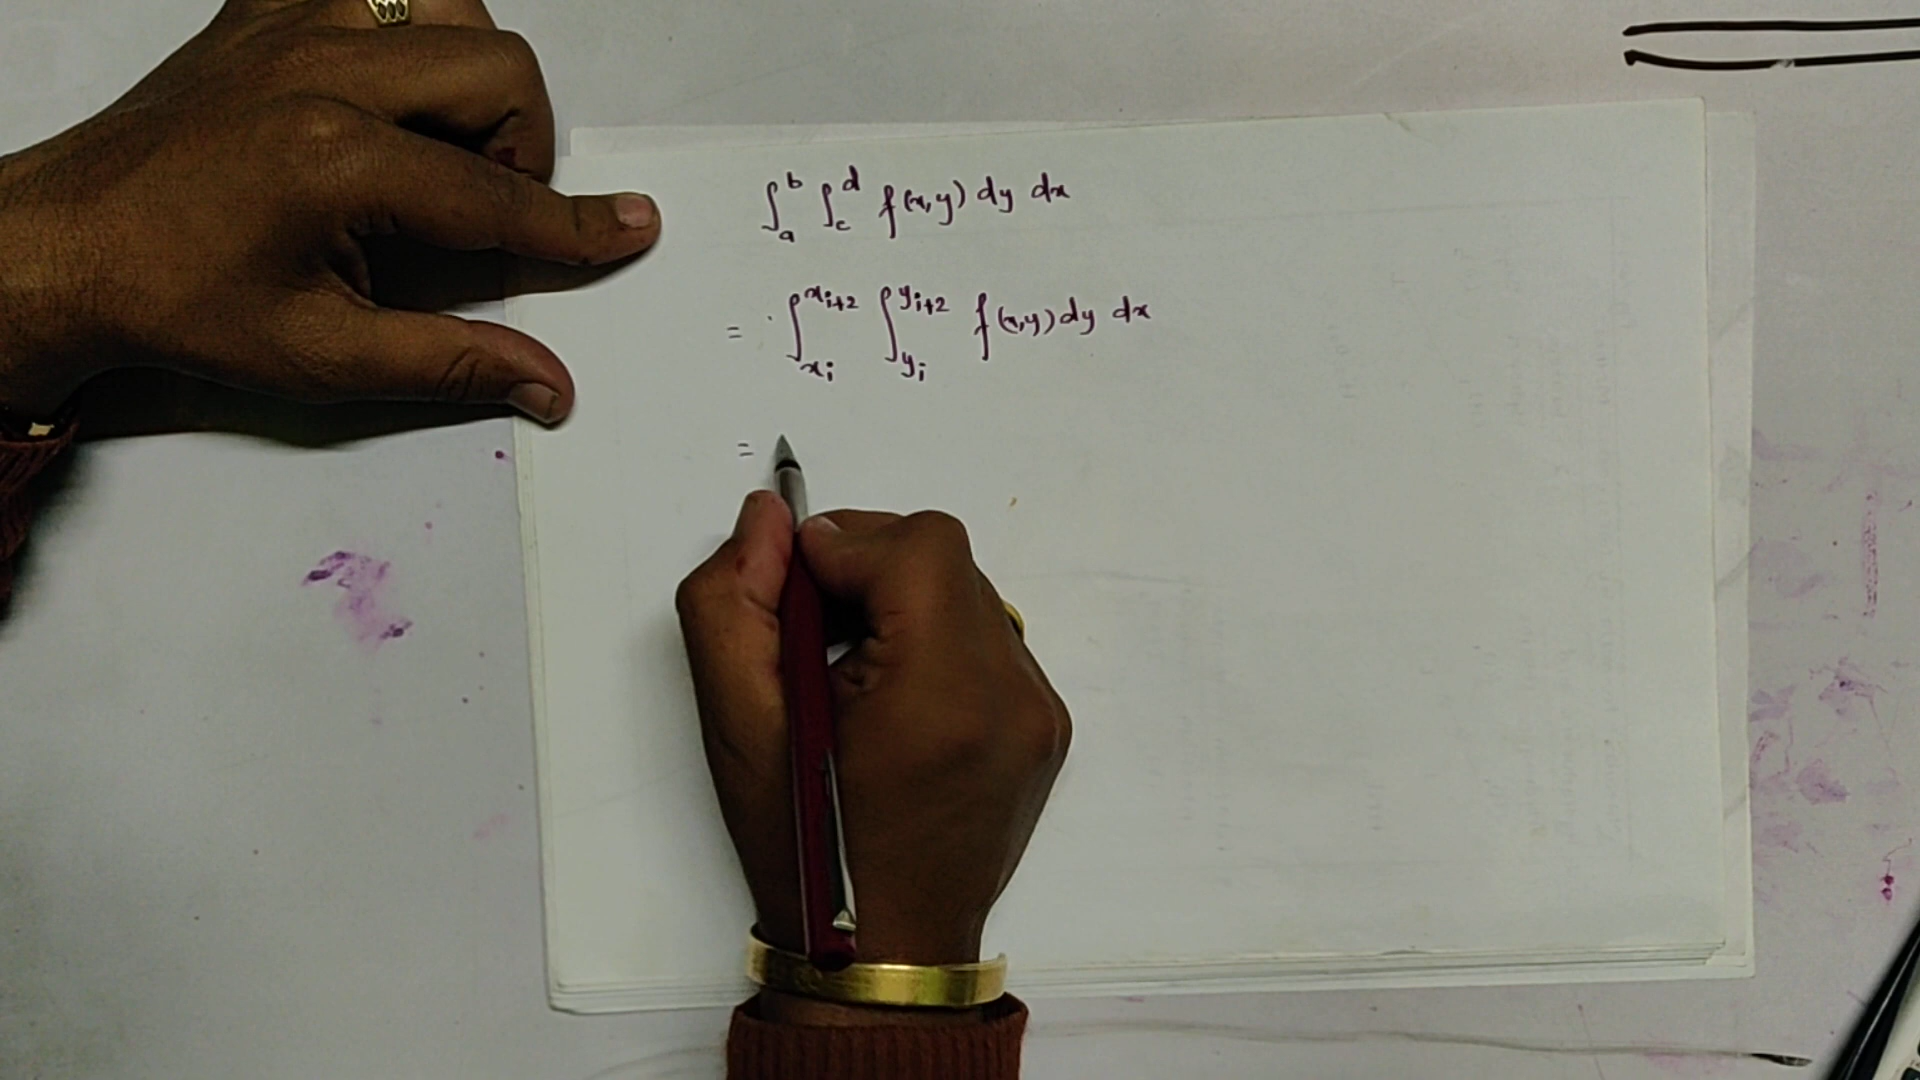 ∫_a^b ∫_c^d f(x,y) dy dx
= ∫_{x_i}^{x_{i+2}} ∫_{y_i}^{y_{i+2}} f(x,y) dy dx
=